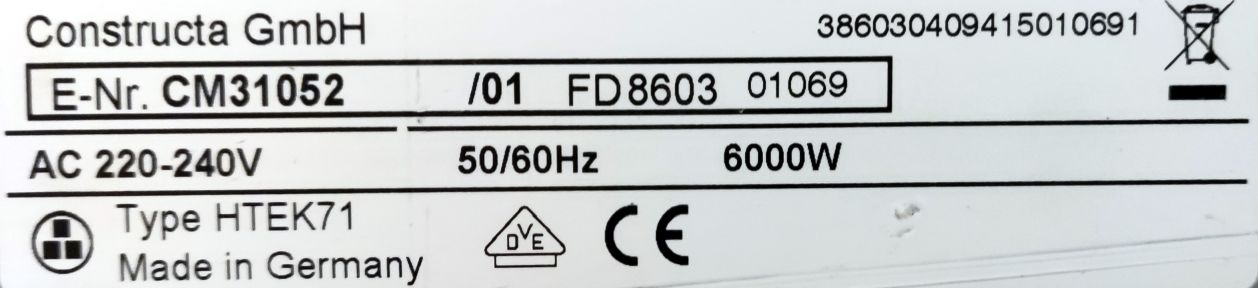 Constructa GmbH 386030409415010691
E-Nr. CM31052 /01 FD8603 01069
AC 220-240V 50/60Hz 6000W
Type HTEK71
Made in Germany
DVE
CE